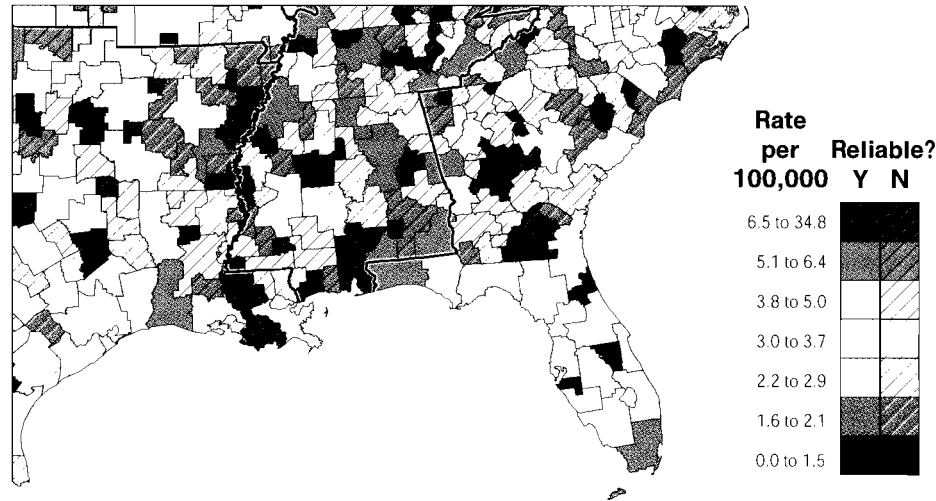 Rate
per Reliable?
100,000 Y N
6.5 to 34.8
5.1 to 6.4
3.8 to 5.0
3.0 to 3.7
2.2 to 2.9
1.6 to 2.1
0.0 to 1.5